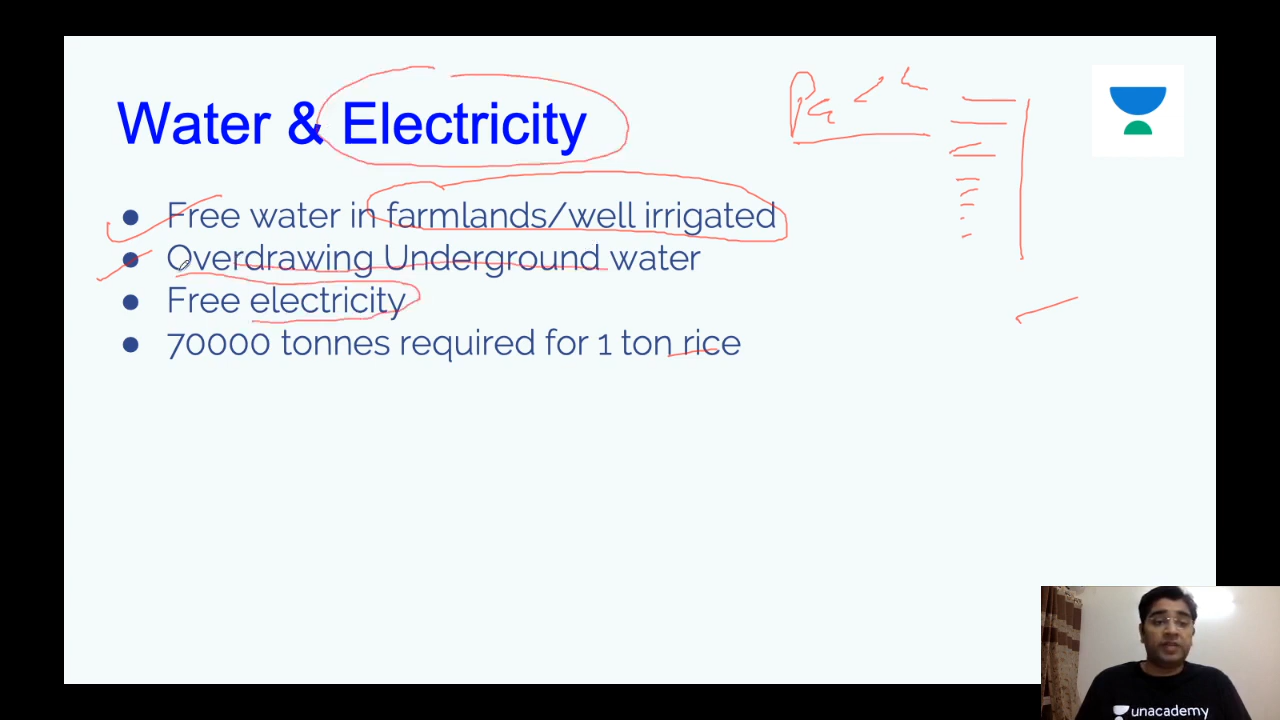 Water & Electricity
● Free water in farmlands/well irrigated
● Overdrawing Underground water
● Free electricity
● 70000 tonnes required for 1 ton rice
unacademy